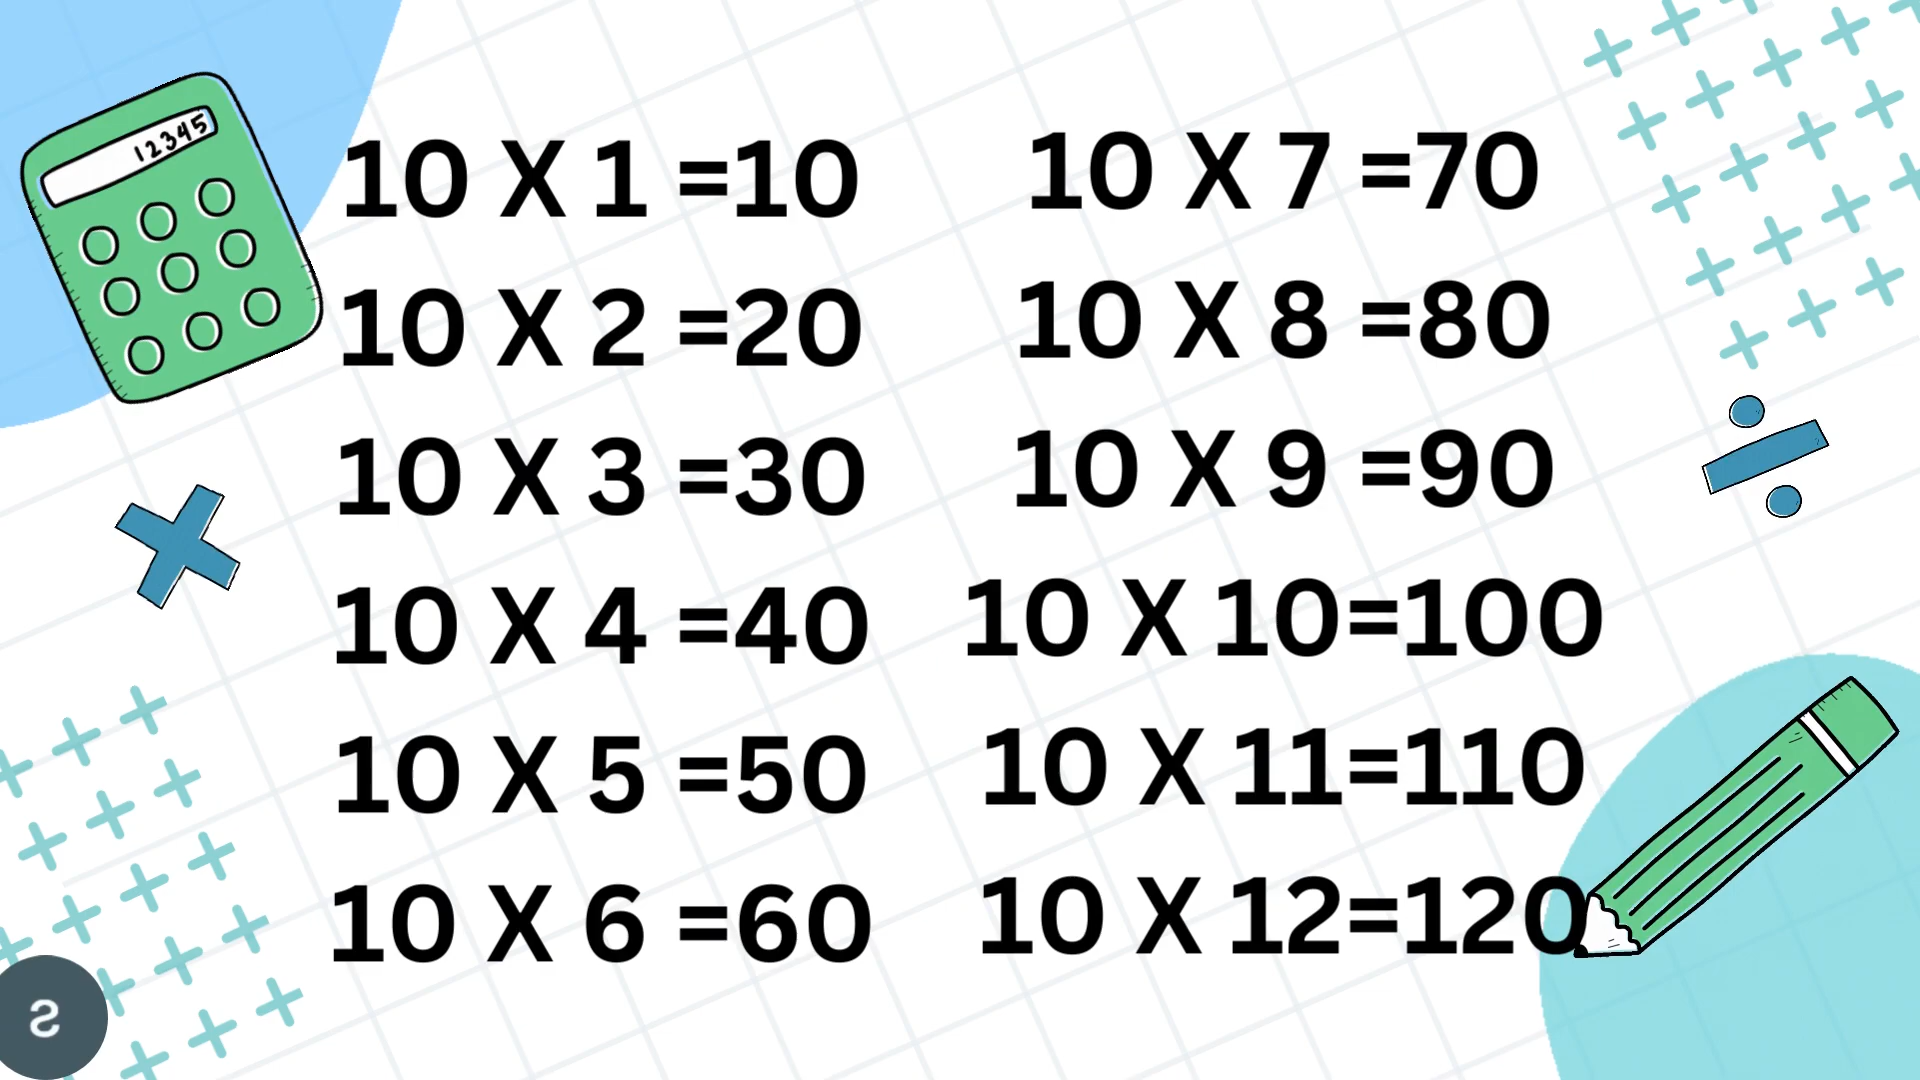 12345
10 X 1 =10
10 X 2 =20
10 X 3 =30
10 X 4 =40
10 X 5 =50
10 X 6 =60
10 X 7 =70
10 X 8 =80
10 X 9 =90
10 X 10=100
10 X 11=110
10 X 12=120